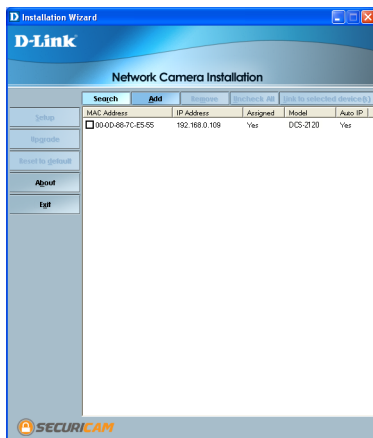 D Installation Wizard
D-Link
Network Camera Installation
Search Add Remove Uncheck All Link to selected device(s)
MAC Address IP Address Assigned Model Auto IP
Setup
00-0D-88-7C-E5-55 192.168.0.109 Yes DCS-2120 Yes
Upgrade
Reset to default
About
Exit
SECURICAM